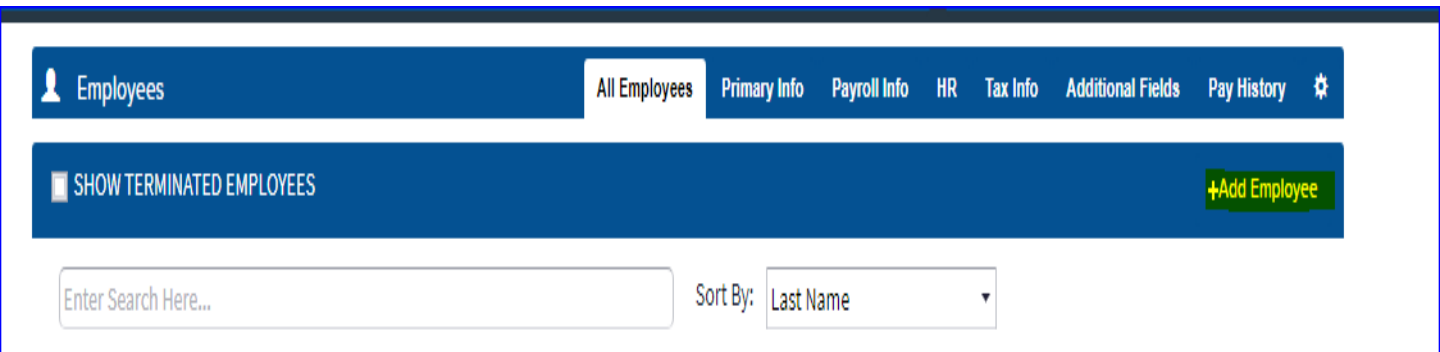 Employees All Employees Primary Info Payroll Info HR Tax Info Additional Fields Pay History
SHOW TERMINATED EMPLOYEES +Add Employee
Enter Search Here... Sort By: Last Name